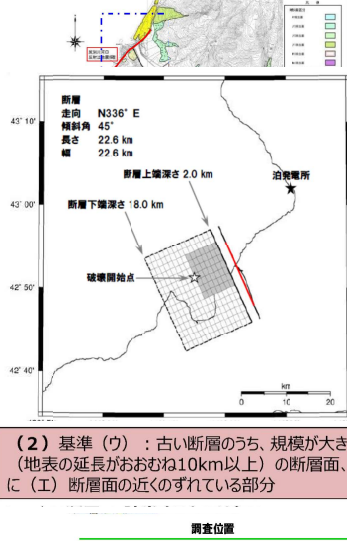 断層
走向 N336°E
傾斜角 45°
長さ 22.6 km
幅 22.6 km
断層上端深さ 2.0 km
泊発電所
断層下端深さ 18.0 km
破壊開始点
43°10'
43°00'
42°50'
42°40'
km
0 10 20
(2)基準(ウ):古い断層のうち、規模が大き
(地表の延長がおおむね10km以上)の断層面、
に(エ)断層面の近くのずれている部分
調査位置